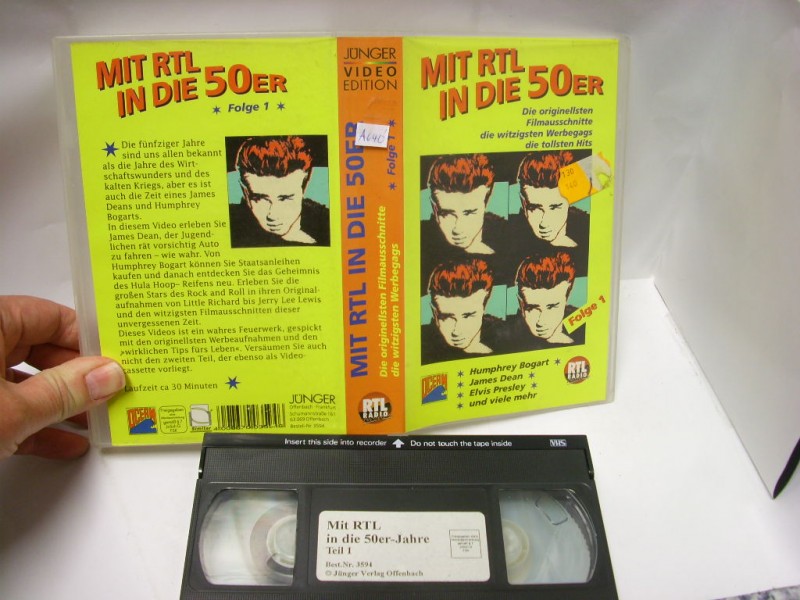 MIT RTL
IN DIE 50ER
* Folge 1 *
* Die fünfziger Jahre
sind uns allen bekannt
als die Jahre des Wirt-
schaftswunders und des
kalten Kriegs, aber es ist
auch die Zeit eines James
Deans und Humphrey
Bogarts.
In diesem Video erleben Sie
James Dean, der Jugend-
lichen rät vorsichtig Auto
zu fahren – wie wahr. Von
Humphrey Bogart können Sie Staatsanleihen
kaufen und danach entdecken Sie das Geheimnis
des Hula Hoop– Reifens neu. Erleben Sie die
großen Stars des Rock and Roll in ihren Original-
aufnahmen von Little Richard bis Jerry Lee Lewis
und den witzigsten Filmausschnitten dieser
unvergessenen Zeit.
Dieses Videos ist ein wahres Feuerwerk, gespickt
mit den originellsten Werbeaufnahmen und den
»wirklichen Tips fürs Leben«. Versäumen Sie auch
nicht den zweiten Teil, der ebenso als Video-
cassette vorliegt.
Laufzeit ca 30 Minuten *
OCEAN
JÜNGER
JÜNGER
VIDEO
EDITION
A640
MIT RTL IN DIE 50ER
* Folge 1 *
Die originellsten Filmausschnitte
die witzigsten Werbegags
RTL
RADIO
MIT RTL
IN DIE 50ER
Die originellsten
Filmausschnitte
die witzigsten Werbegags
die tollsten Hits
Folge 1
* Humphrey Bogart *
* James Dean *
* Elvis Presley *
* und viele mehr
OCEAN
RTL
RADIO
Insert this side into recorder Do not touch the tape inside VHS
Mit RTL
in die 50er-Jahre
Teil 1
Best.Nr. 3594
© Jünger Verlag Offenbach